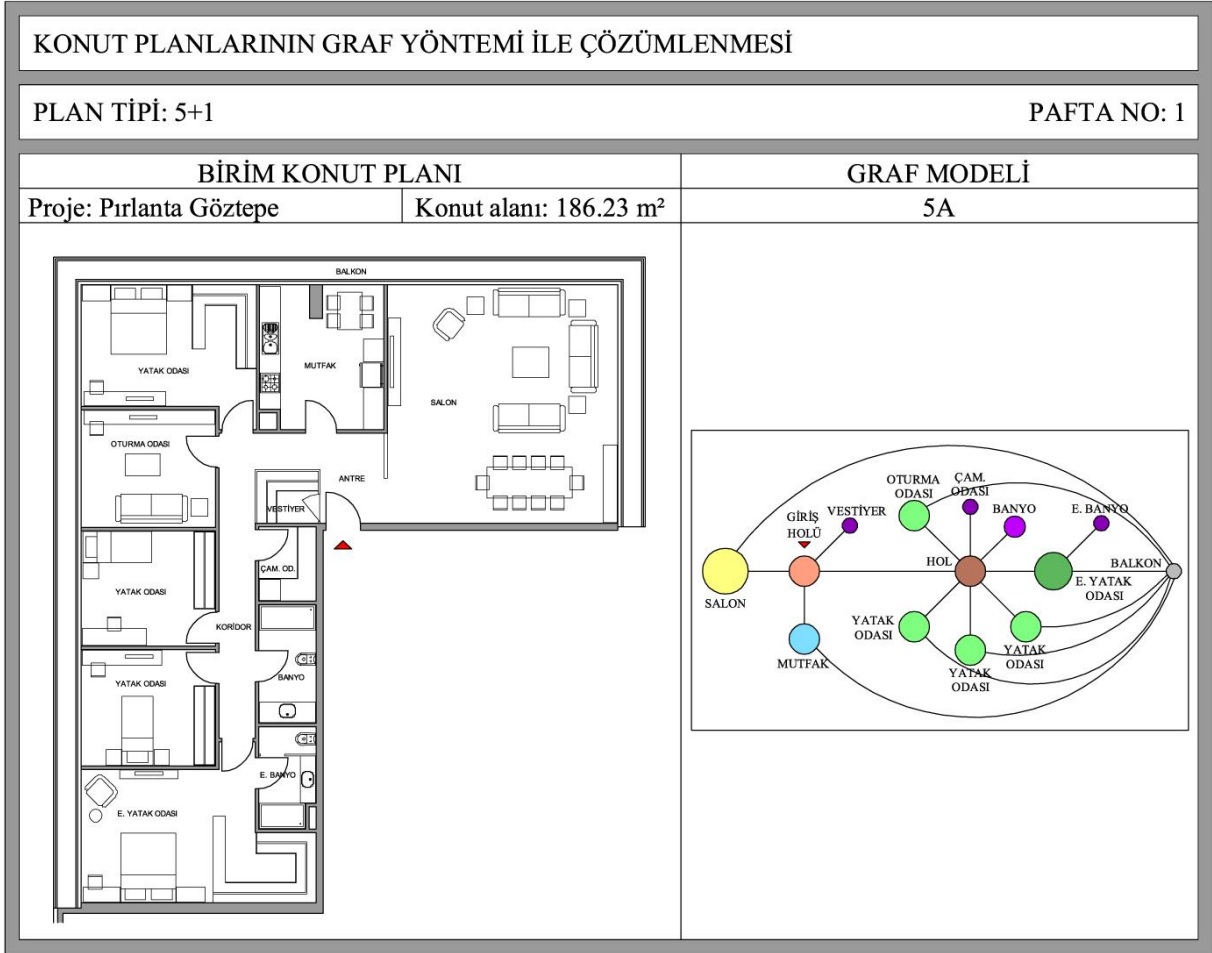 KONUT PLANLARININ GRAF YÖNTEMİ İLE ÇÖZÜMLENMESİ
PLAN TİPİ: 5+1
PAFTA NO: 1
BİRİM KONUT PLANI
GRAF MODELİ
Proje: Pırlanta Göztepe
Konut alanı: 186.23 m²
5A
BALKON
YATAK ODASI
MUTFAK
SALON
OTURMA ODASI
ANTRE
VESTİYER
ÇAM. OD.
YATAK ODASI
KORİDOR
BANYO
YATAK ODASI
E. BANYO
E. YATAK ODASI
OTURMA
ODASI
ÇAM.
ODASI
BANYO
E. BANYO
GİRİŞ
HOLÜ
VESTİYER
HOL
BALKON
E. YATAK
ODASI
SALON
YATAK
ODASI
MUTFAK
YATAK
ODASI
YATAK
ODASI